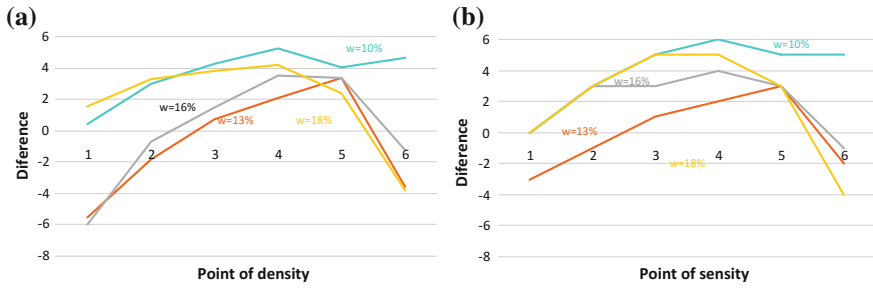 (a)
6
4
2
0
-2
-4
-6
-8
Diference
1 2 3 4 5 6
w=10%
w=16%
w=13%
w=18%
Point of density
(b)
6
4
2
0
-2
-4
-6
-8
Diference
1 2 3 4 5 6
w=10%
w=16%
w=13%
w=18%
Point of sensity